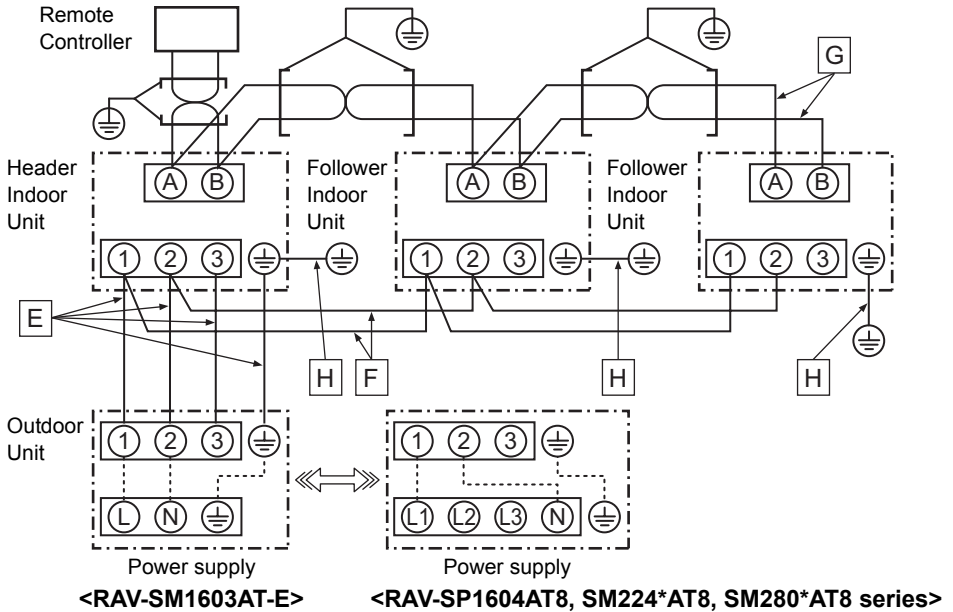 Remote
Controller
G
Header
Indoor
Unit
A B
Follower
Indoor
Unit
A B
Follower
Indoor
Unit
A B
1 2 3
1 2 3
1 2 3
E
H F
H
H
Outdoor
Unit
1 2 3
1 2 3
L N
L1 L2 L3 N
Power supply
Power supply
<RAV-SM1603AT-E>
<RAV-SP1604AT8, SM224*AT8, SM280*AT8 series>